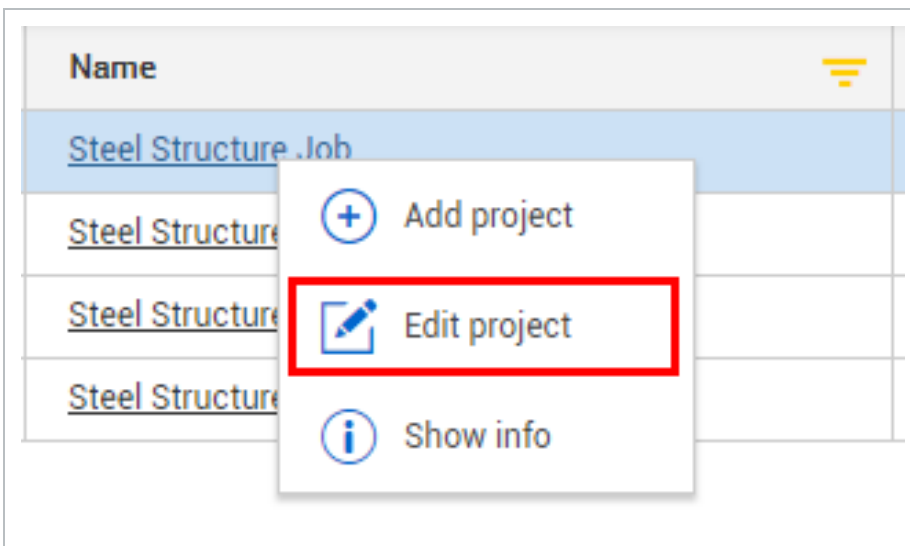 Name
Steel Structure Job
Add project
Steel Structure
Edit project
Steel Structure
Steel Structure
Show info